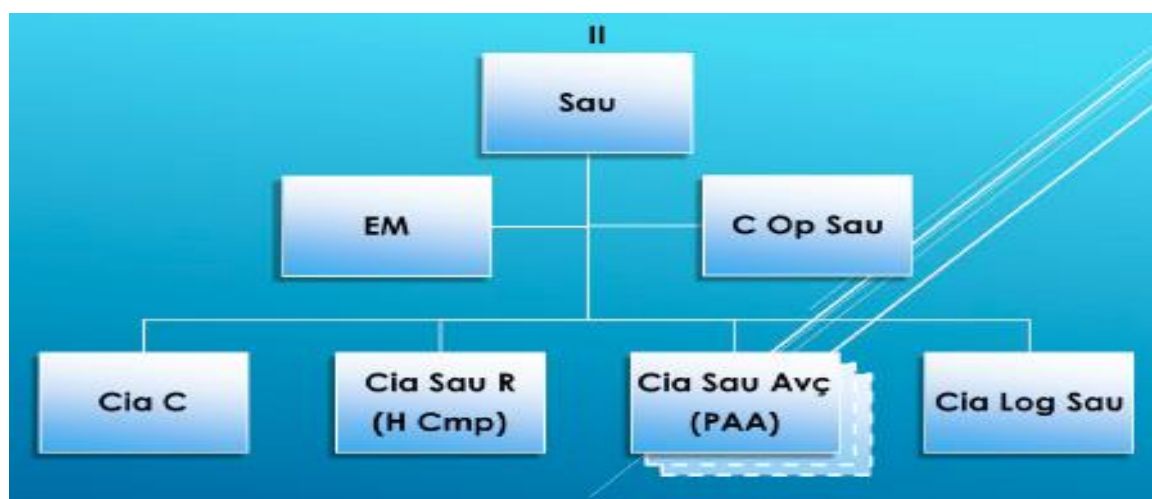 II
Sau
EM
C Op Sau
Cia C
Cia Sau R
(H Cmp)
Cia Sau Avç
(PAA)
Cia Log Sau